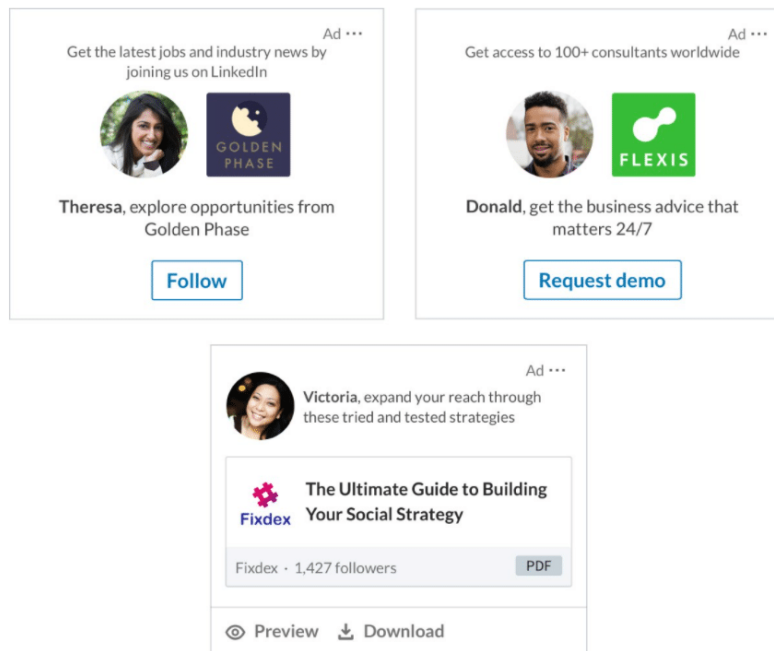 Ad ···
Get the latest jobs and industry news by
joining us on LinkedIn
GOLDEN
PHASE
Theresa, explore opportunities from
Golden Phase
Follow
Ad ···
Get access to 100+ consultants worldwide
FLEXIS
Donald, get the business advice that
matters 24/7
Request demo
Ad ···
Victoria, expand your reach through
these tried and tested strategies
Fixdex
The Ultimate Guide to Building
Your Social Strategy
Fixdex · 1,427 followers
PDF
Preview
Download